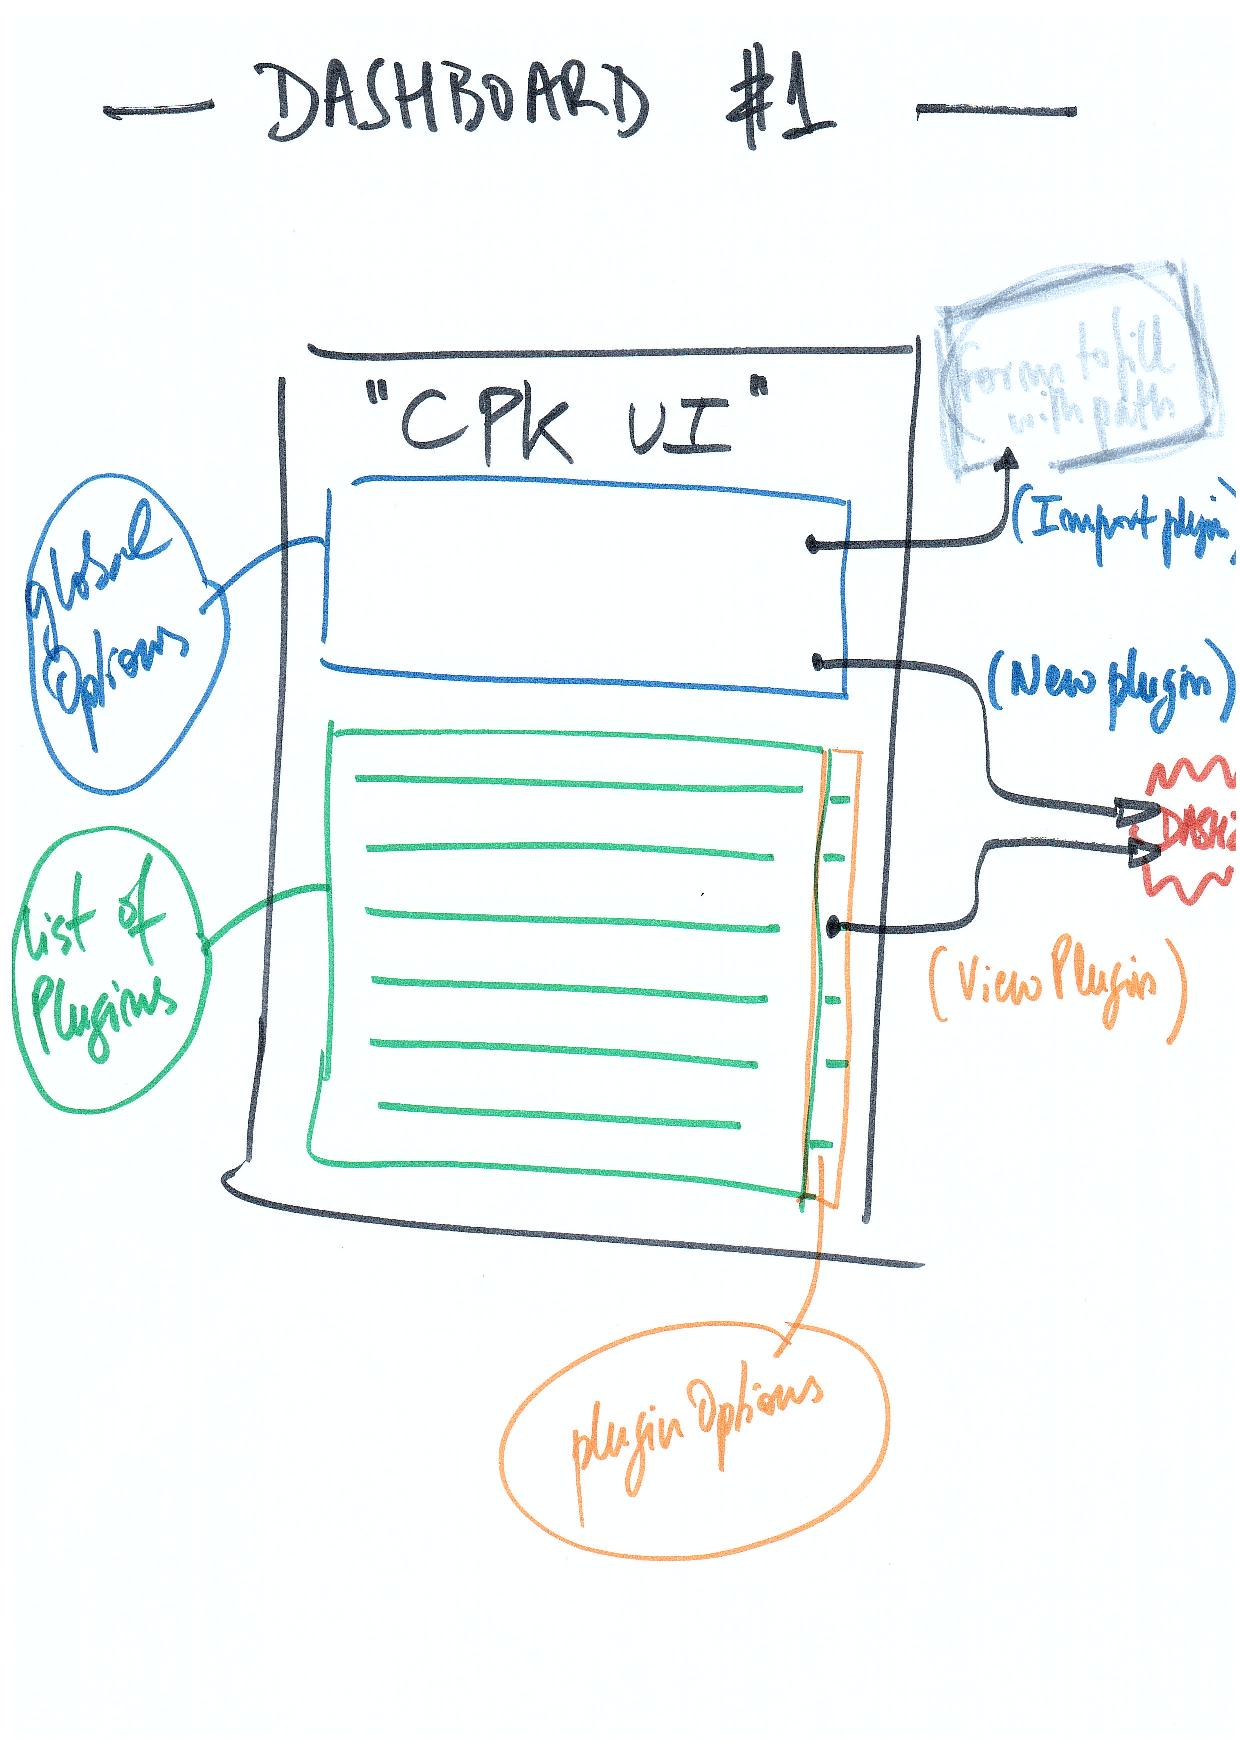 — DASHBOARD #1 —
"CPK UI"
form to fill
with path
(Import plugin)
global
Options
(New plugin)
DASH
list of
Plugins
(View Plugin)
plugin Options